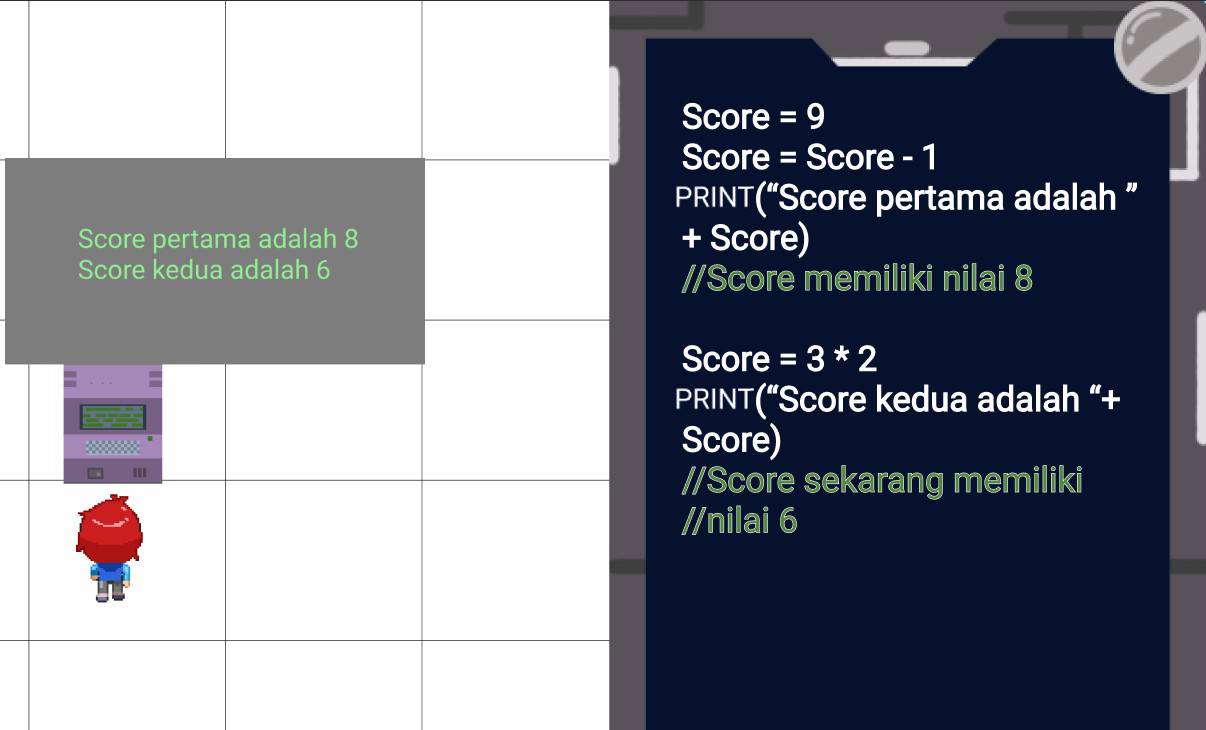 Score pertama adalah 8
Score kedua adalah 6
Score = 9
Score = Score - 1
PRINT(“Score pertama adalah ”
+ Score)
//Score memiliki nilai 8
Score = 3 * 2
PRINT(“Score kedua adalah “+
Score)
//Score sekarang memiliki
//nilai 6